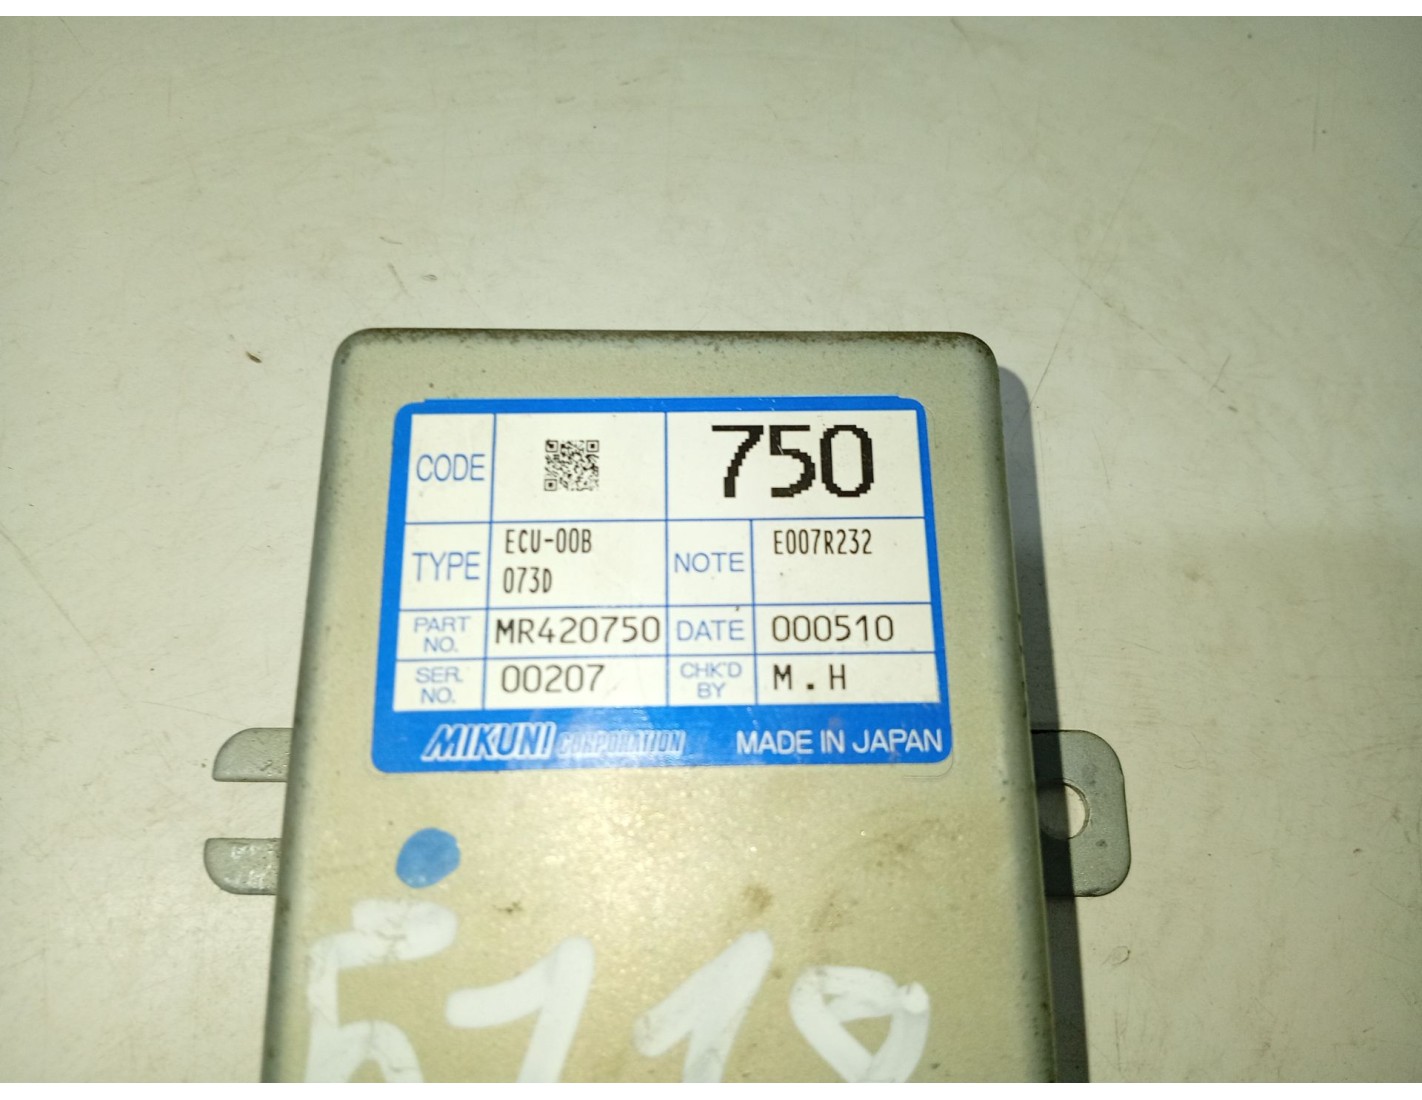 CODE 750
TYPE ECU-00B 073D NOTE E007R232
PART NO. MR420750 DATE 000510
SER. NO. 00207 CHK'D BY M.H
MIKUNI CORPORATION MADE IN JAPAN